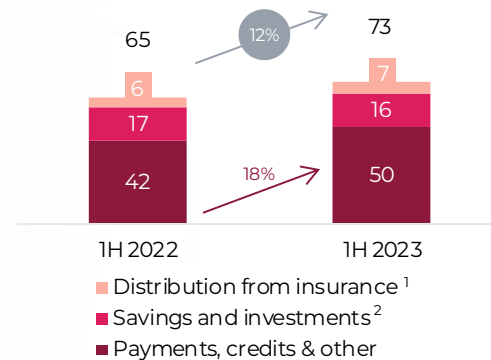 65
12%
73
6
7
17
16
42
18%
50
1H 2022
1H 2023
Distribution from insurance 1
Savings and investments 2
Payments, credits & other